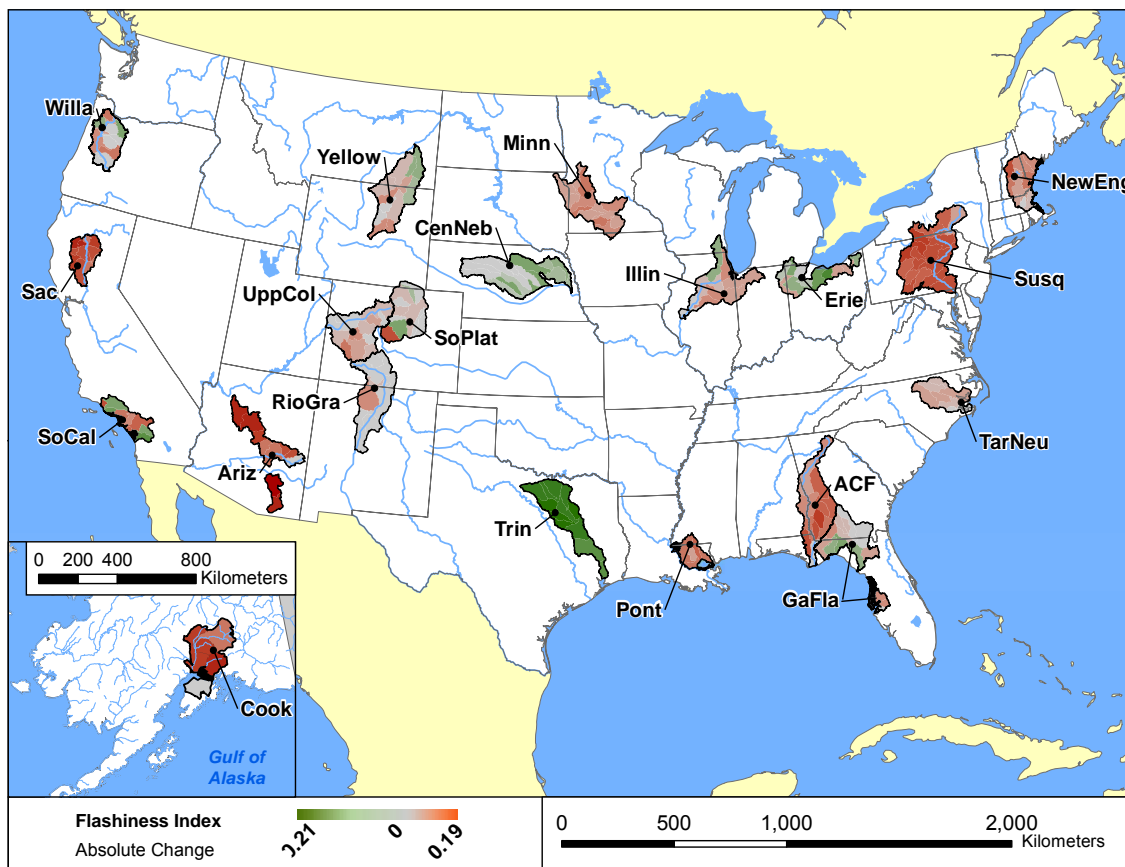 Willa
Yellow
Minn
NewEng
CenNeb
Sac
UppCol
Illin
Erie
Susq
SoPlat
RioGra
SoCal
TarNeu
Ariz
ACF
Trin
Pont
GaFla
0 200 400 800
Kilometers
Cook
Gulf of
Alaska
Flashiness Index
Absolute Change
0.21 0 0.19
0 500 1,000 2,000
Kilometers